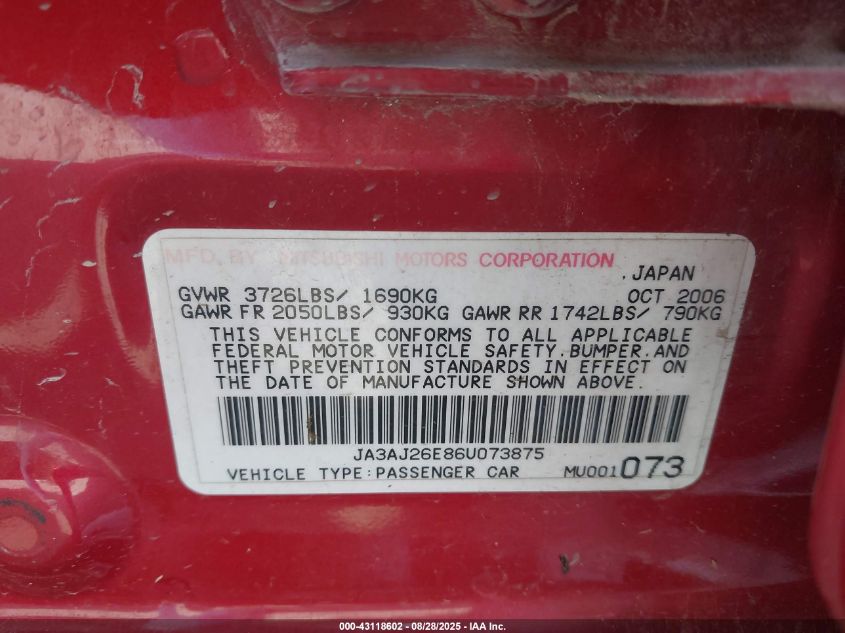 MFD. BY MITSUBISHI MOTORS CORPORATION
,JAPAN
GVWR 3726LBS/ 1690KG OCT 2006
GAWR FR 2050LBS/ 930KG GAWR RR 1742LBS/ 790KG
THIS VEHICLE CONFORMS TO ALL APPLICABLE
FEDERAL MOTOR VEHICLE SAFETY,BUMPER,AND
THEFT PREVENTION STANDARDS IN EFFECT ON
THE DATE OF MANUFACTURE SHOWN ABOVE.
JA3AJ26E86U073875
VEHICLE TYPE:PASSENGER CAR MU001 073
000-43118602 - 08/28/2025 - IAA Inc.